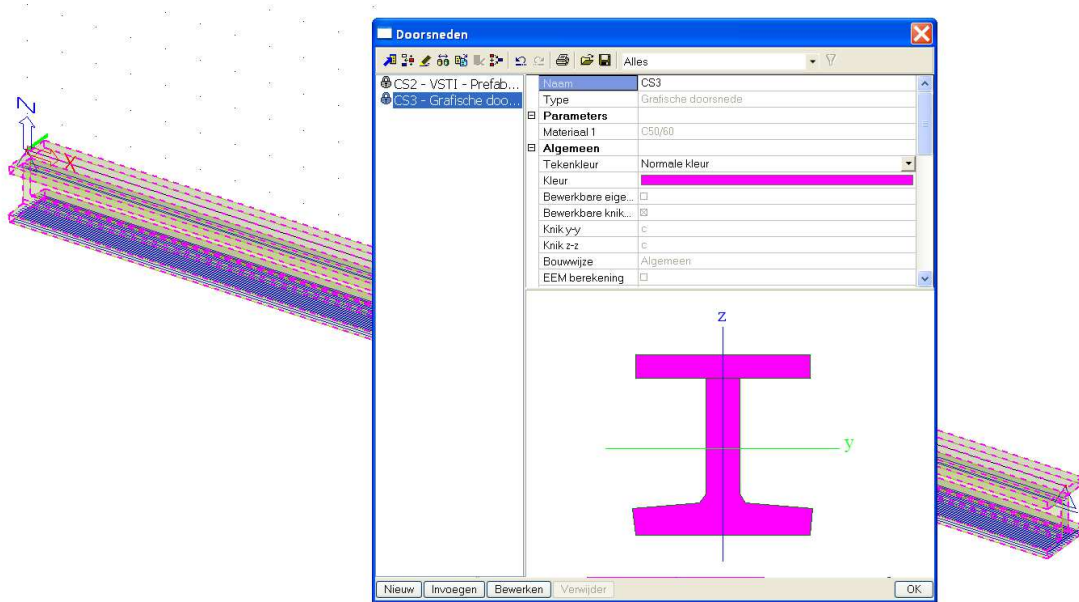 Doorsneden
Alles
CS2 - VSTI - Prefab...
CS3 - Grafische doo...
Naam CS3
Type Grafische doorsnede
Parameters
Materiaal 1 C50/60
Algemeen
Tekenkleur Normale kleur
Kleur
Bewerkbare eige...
Bewerkbare knik...
Knik y-y c
Knik z-z c
Bouwwijze Algemeen
EEM berekening
z
y
Z
X
Nieuw Invoegen Bewerken Verwijder OK